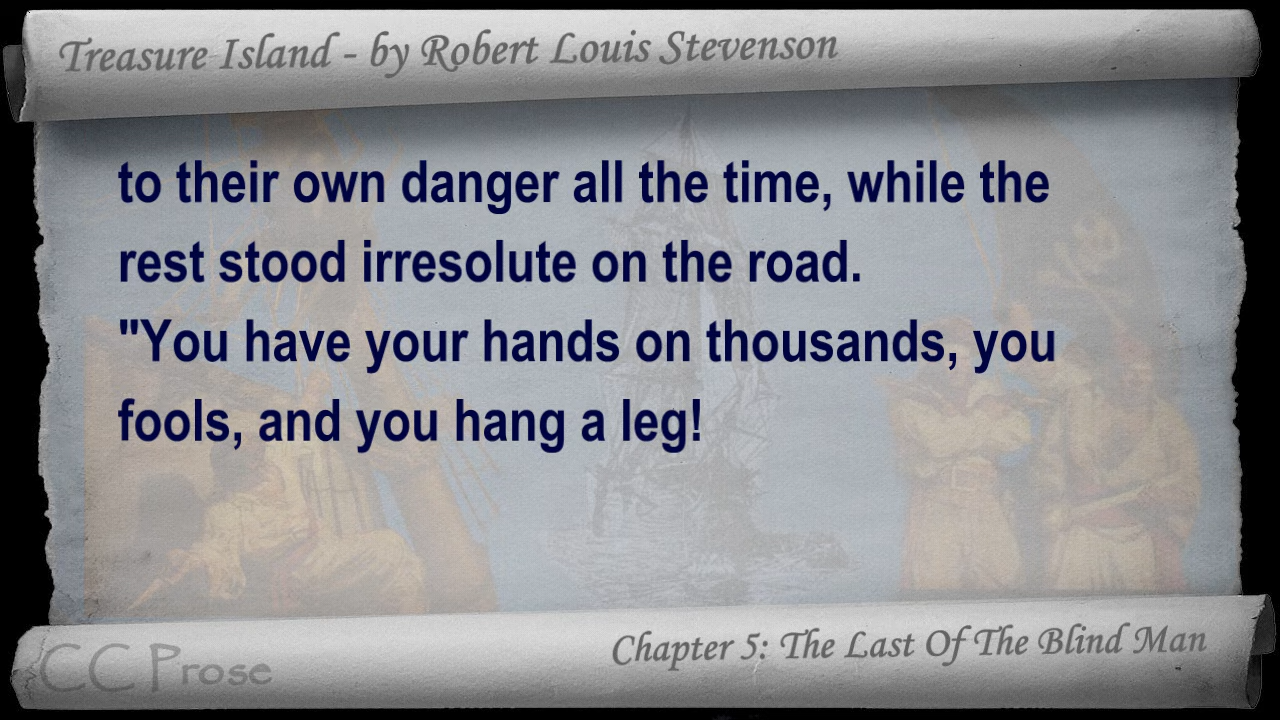 Treasure Island - by Robert Louis Stevenson
to their own danger all the time, while the
rest stood irresolute on the road.
"You have your hands on thousands, you
fools, and you hang a leg!
Chapter 5: The Last Of The Blind Man
CC Prose